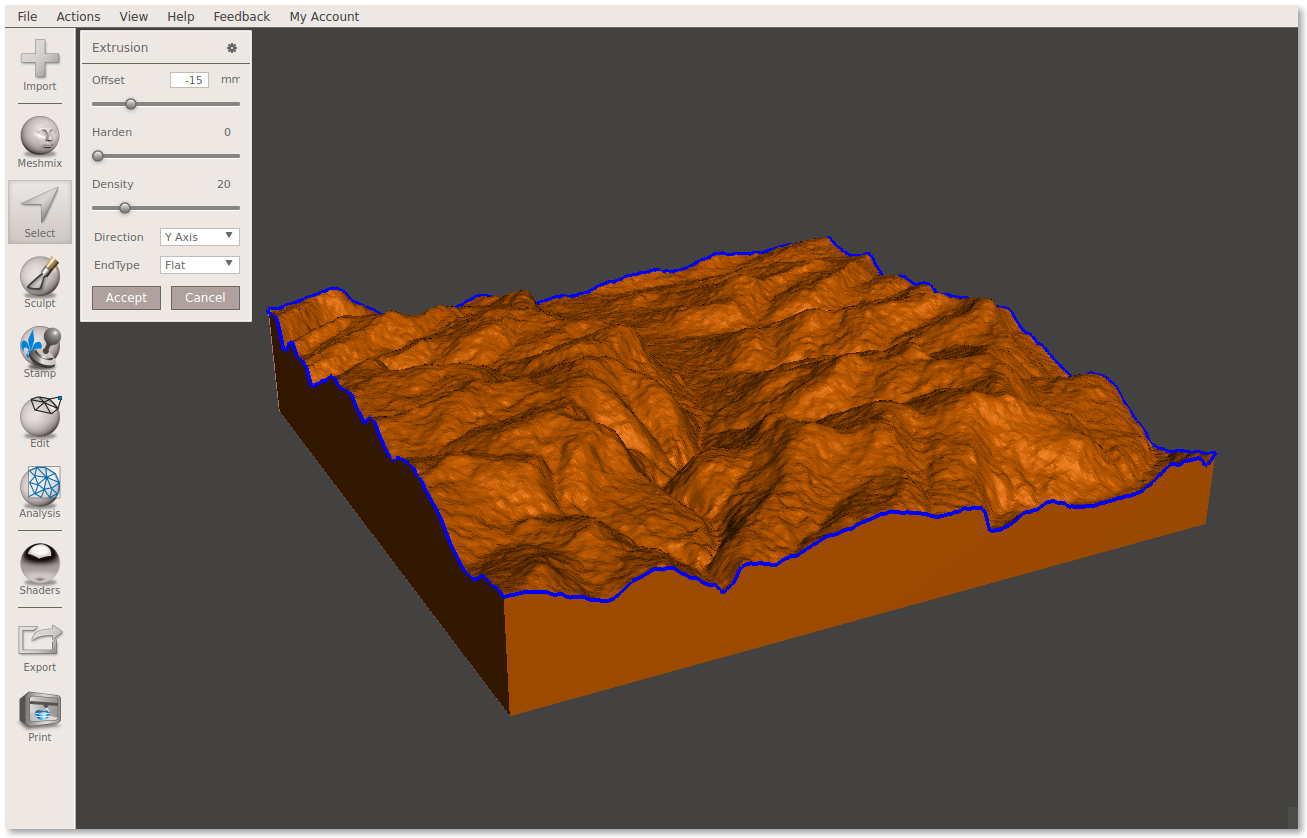 File Actions View Help Feedback My Account
Import
Meshmix
Select
Sculpt
Stamp
Edit
Analysis
Shaders
Export
Print
Extrusion
Offset -15 mm
Harden 0
Density 20
Direction Y Axis
EndType Flat
Accept Cancel